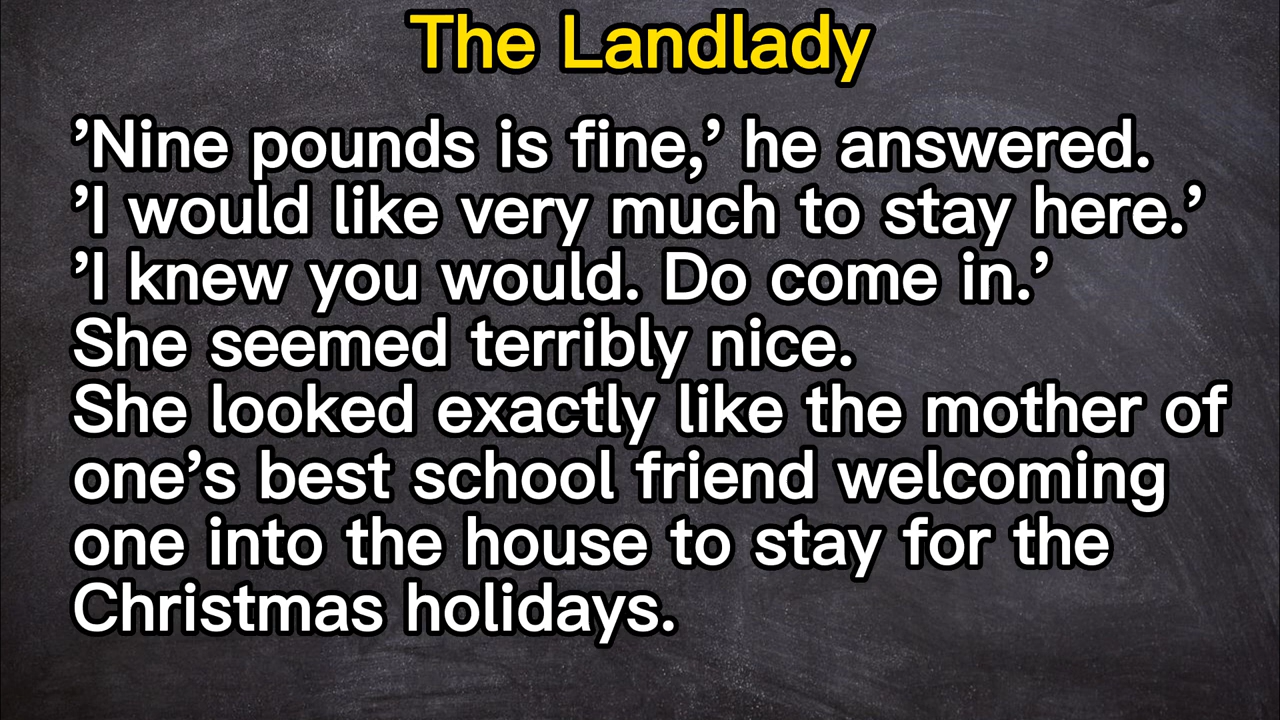 The Landlady
’Nine pounds is fine,’ he answered.
’I would like very much to stay here.’
’I knew you would. Do come in.’
She seemed terribly nice.
She looked exactly like the mother of
one’s best school friend welcoming
one into the house to stay for the
Christmas holidays.